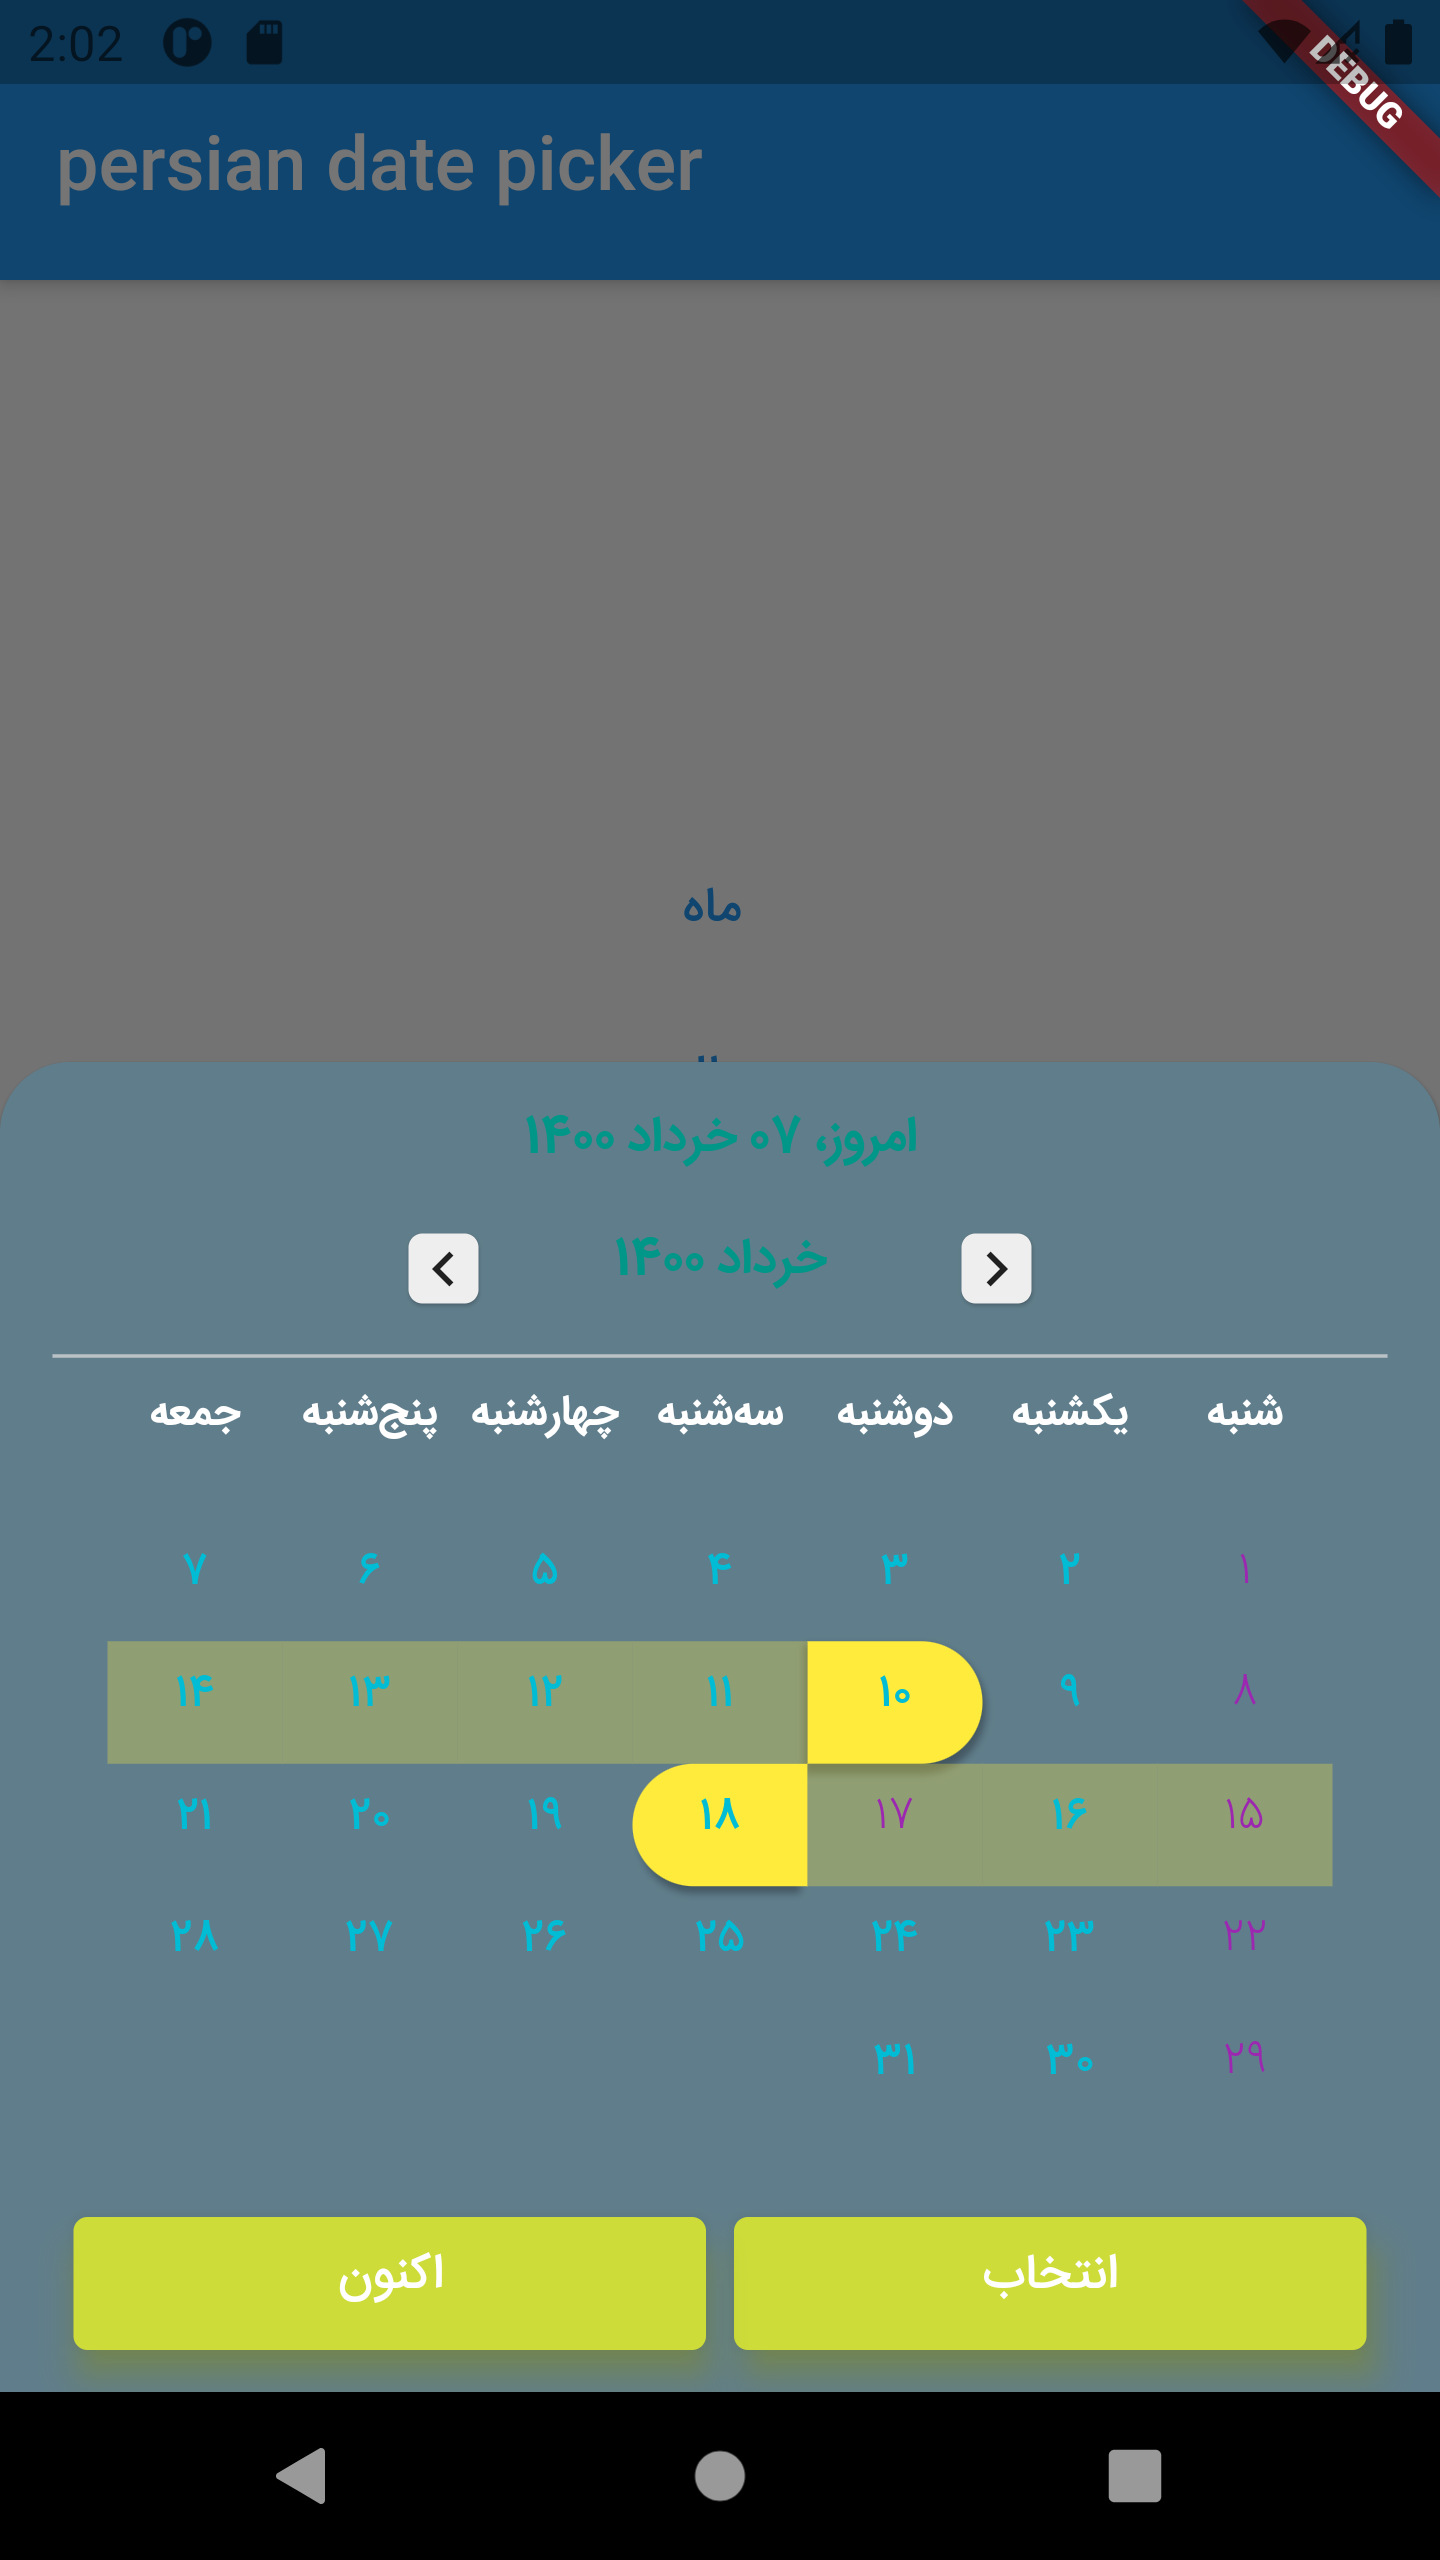 2:02
DEBUG
persian date picker
ماه
امروز، ۰۷ خرداد ۱۴۰۰
خرداد ۱۴۰۰
شنبه یکشنبه دوشنبه سه‌شنبه چهارشنبه پنج‌شنبه جمعه
۱ ۲ ۳ ۴ ۵ ۶ ۷
۸ ۹ ۱۰ ۱۱ ۱۲ ۱۳ ۱۴
۱۵ ۱۶ ۱۷ ۱۸ ۱۹ ۲۰ ۲۱
۲۲ ۲۳ ۲۴ ۲۵ ۲۶ ۲۷ ۲۸
۲۹ ۳۰ ۳۱
انتخاب اکنون